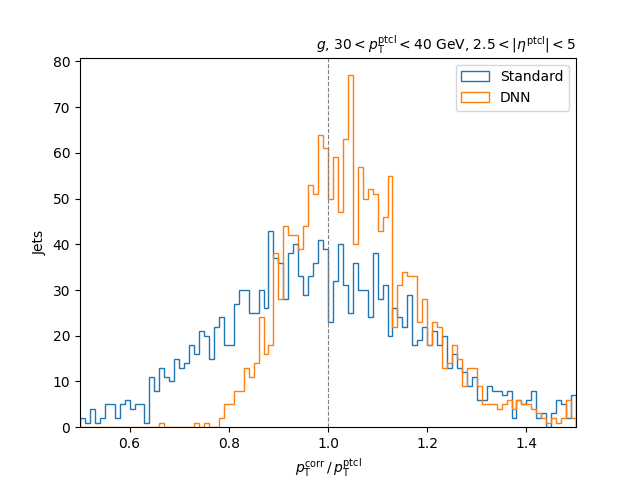 g, 30 < p_T^ptcl < 40 GeV, 2.5 < |η^ptcl| < 5
80
70
60
50
40
30
20
10
0
Jets
Standard
DNN
0.6 0.8 1.0 1.2 1.4
p_T^corr / p_T^ptcl